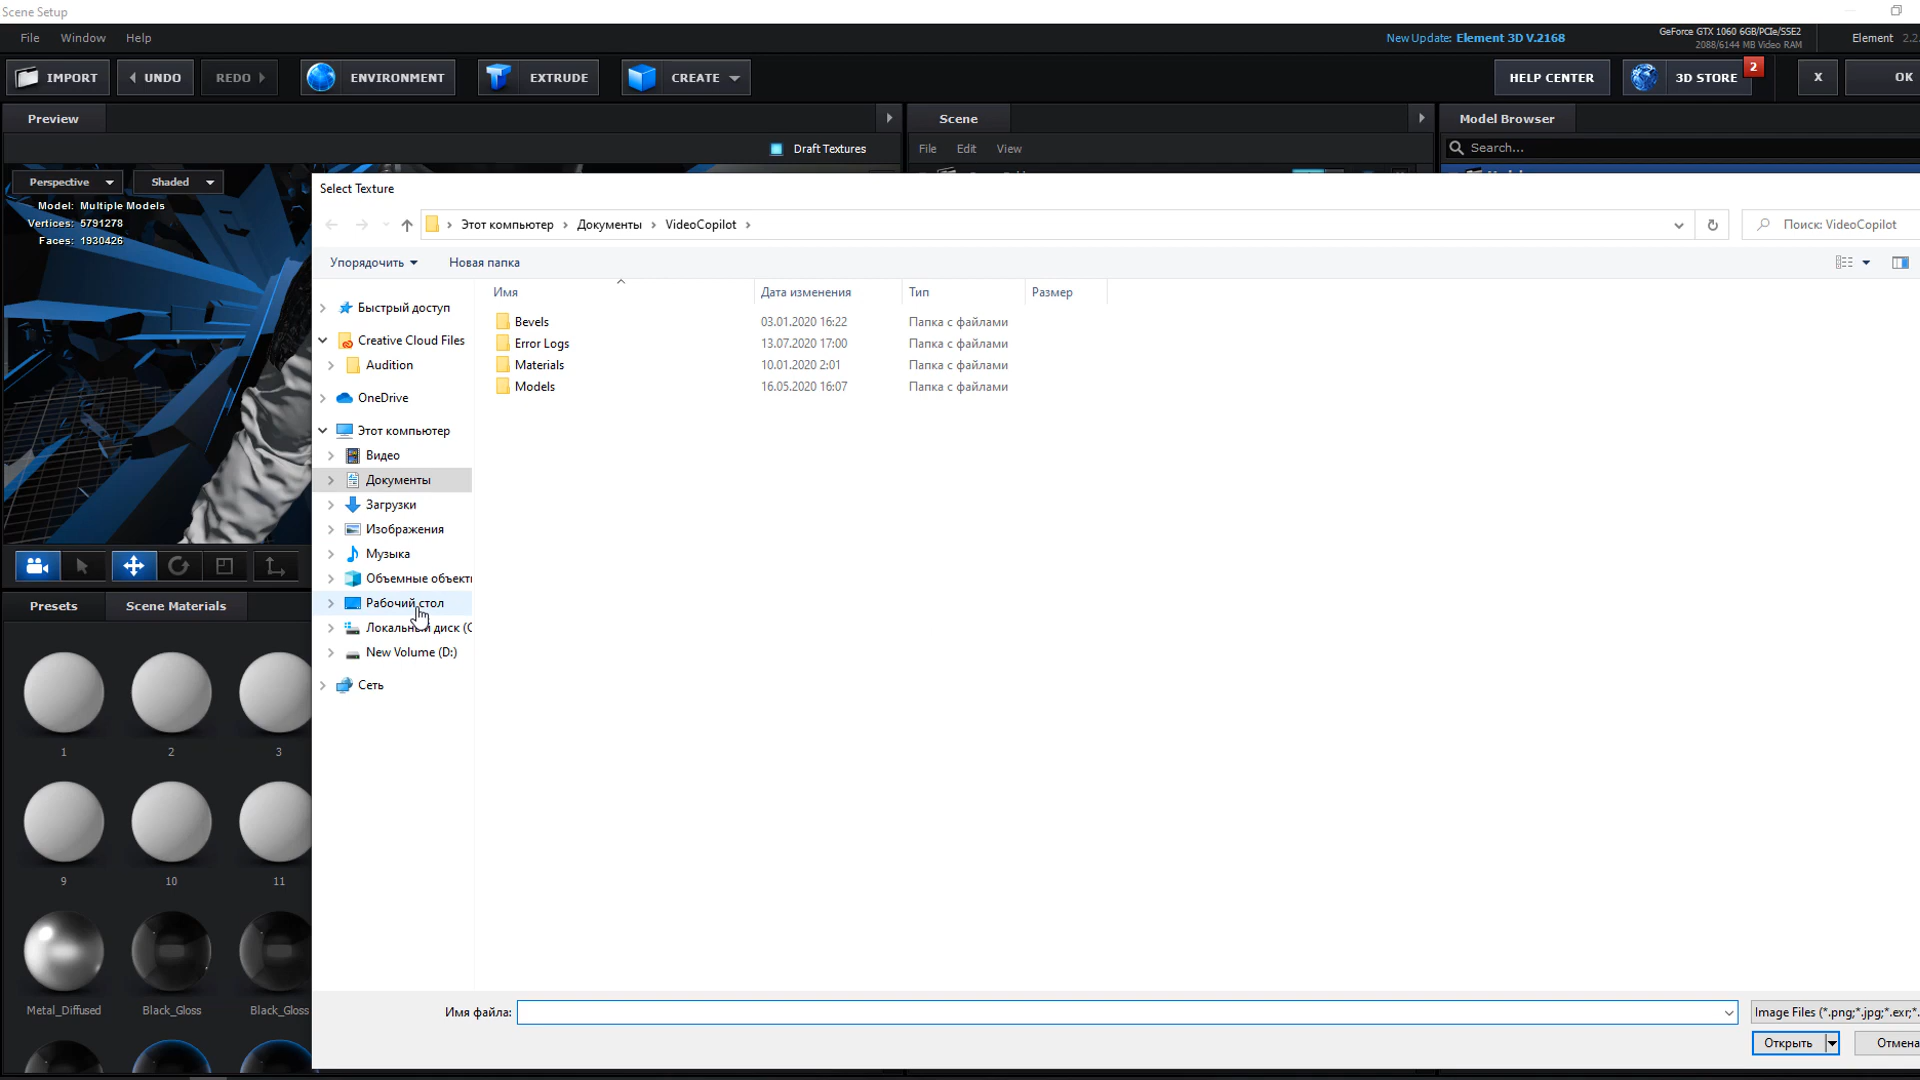 Scene Setup
File Window Help
New Update: Element 3D V.2168
GeForce GTX 1060 6GB/PCIe/SSE2
2088/6144 MB Video RAM
Element 2.2
IMPORT UNDO REDO ENVIRONMENT EXTRUDE CREATE HELP CENTER 3D STORE 2 X OK
Preview Scene Model Browser
Draft Textures File Edit View Search...
Perspective Shaded
Model: Multiple Models
Vertices: 5791278
Faces: 1930426
Select Texture
Этот компьютер Документы VideoCopilot
Поиск: VideoCopilot
Упорядочить Новая папка
Имя Дата изменения Тип Размер
Bevels 03.01.2020 16:22 Папка с файлами
Error Logs 13.07.2020 17:00 Папка с файлами
Materials 10.01.2020 2:01 Папка с файлами
Models 16.05.2020 16:07 Папка с файлами
Быстрый доступ
Creative Cloud Files
Audition
OneDrive
Этот компьютер
Видео
Документы
Загрузки
Изображения
Музыка
Объемные объект
Рабочий стол
Локальный диск (C
New Volume (D:)
Сеть
Presets Scene Materials
1 2 3
9 10 11
Metal_Diffused Black_Gloss Black_Gloss
Имя файла:
Image Files (*.png;*.jpg;*.exr;*.
Открыть Отмена